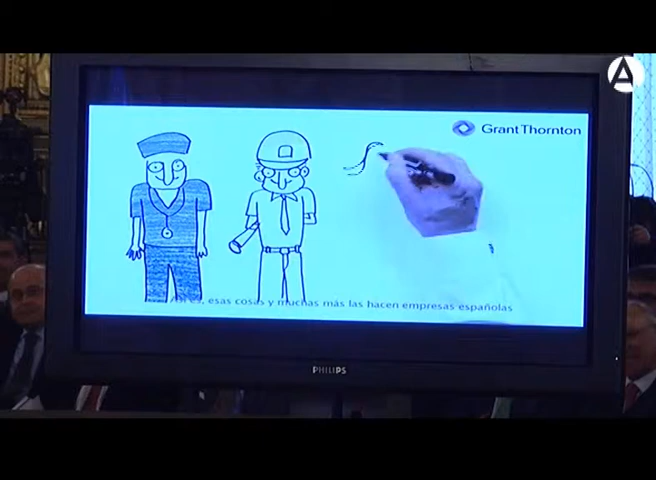 Grant Thornton
esas cosas y muchas más las hacen empresas españolas
PHILIPS